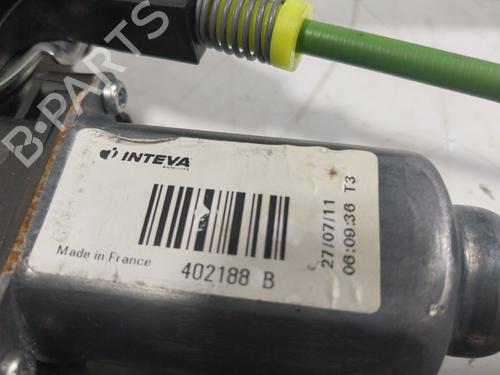 B-PARTS
INTEVA
Made in France
402188 B
27/07/11
06:09:36 T3